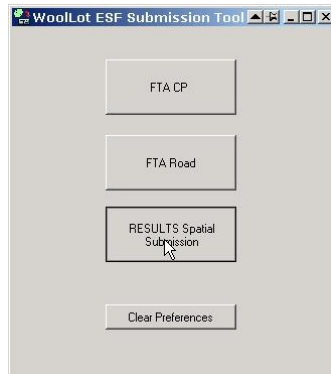 WoolLot ESF Submission Tool
FTA CP
FTA Road
RESULTS Spatial
Submission
Clear Preferences